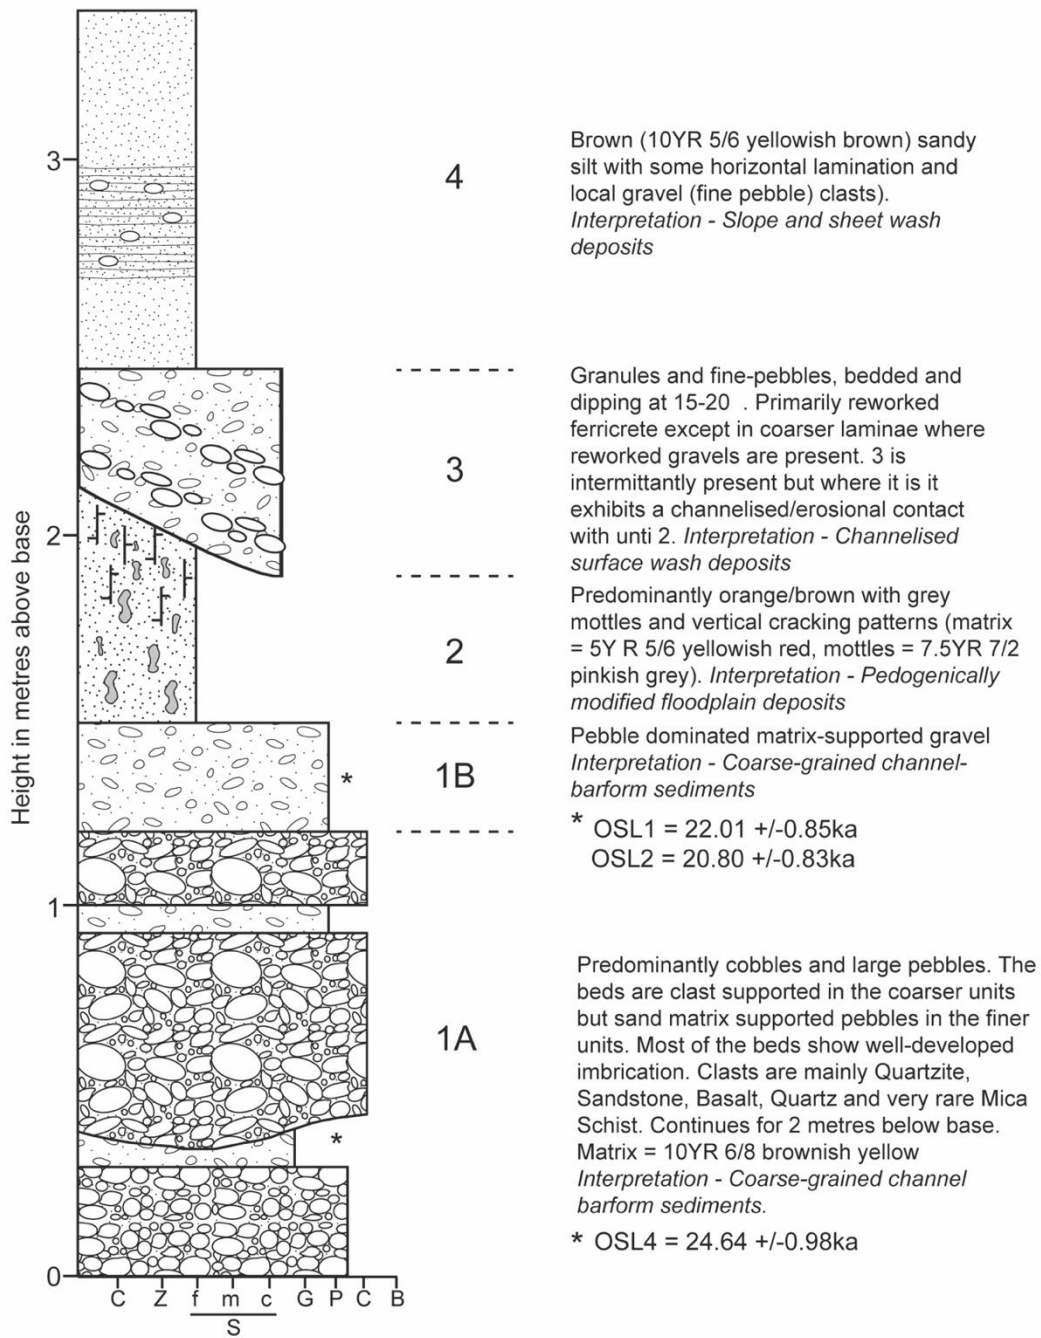 Height in metres above base
3
2
1
0
4
3
2
1B
*
1A
*
C Z f m c G P C B
S
Brown (10YR 5/6 yellowish brown) sandy
silt with some horizontal lamination and
local gravel (fine pebble) clasts).
Interpretation - Slope and sheet wash
deposits
Granules and fine-pebbles, bedded and
dipping at 15-20 . Primarily reworked
ferricrete except in coarser laminae where
reworked gravels are present. 3 is
intermittantly present but where it is it
exhibits a channelised/erosional contact
with unti 2. Interpretation - Channelised
surface wash deposits
Predominantly orange/brown with grey
mottles and vertical cracking patterns (matrix
= 5Y R 5/6 yellowish red, mottles = 7.5YR 7/2
pinkish grey). Interpretation - Pedogenically
modified floodplain deposits
Pebble dominated matrix-supported gravel
Interpretation - Coarse-grained channel-
barform sediments
* OSL1 = 22.01 +/-0.85ka
OSL2 = 20.80 +/-0.83ka
Predominantly cobbles and large pebbles. The
beds are clast supported in the coarser units
but sand matrix supported pebbles in the finer
units. Most of the beds show well-developed
imbrication. Clasts are mainly Quartzite,
Sandstone, Basalt, Quartz and very rare Mica
Schist. Continues for 2 metres below base.
Matrix = 10YR 6/8 brownish yellow
Interpretation - Coarse-grained channel
barform sediments.
* OSL4 = 24.64 +/-0.98ka